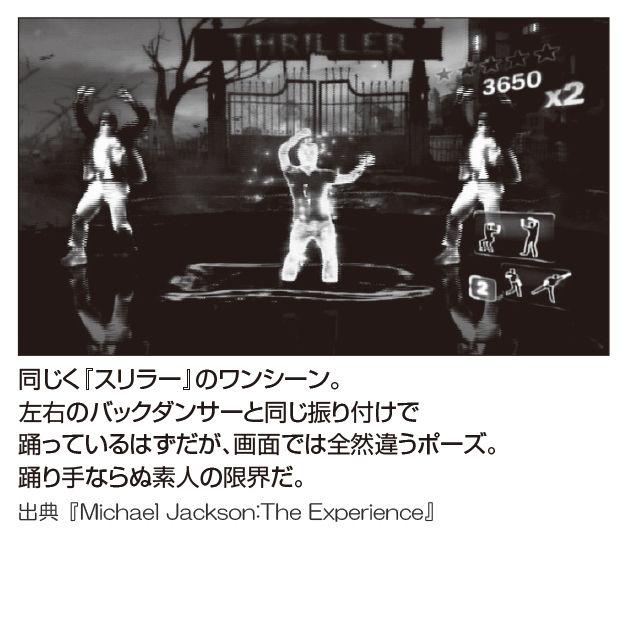 THRILLER
3650
x2
2
同じく『スリラー』のワンシーン。
左右のバックダンサーと同じ振り付けで
踊っているはずだが、画面では全然違うポーズ。
踊り手ならぬ素人の限界だ。
出典『Michael Jackson:The Experience』